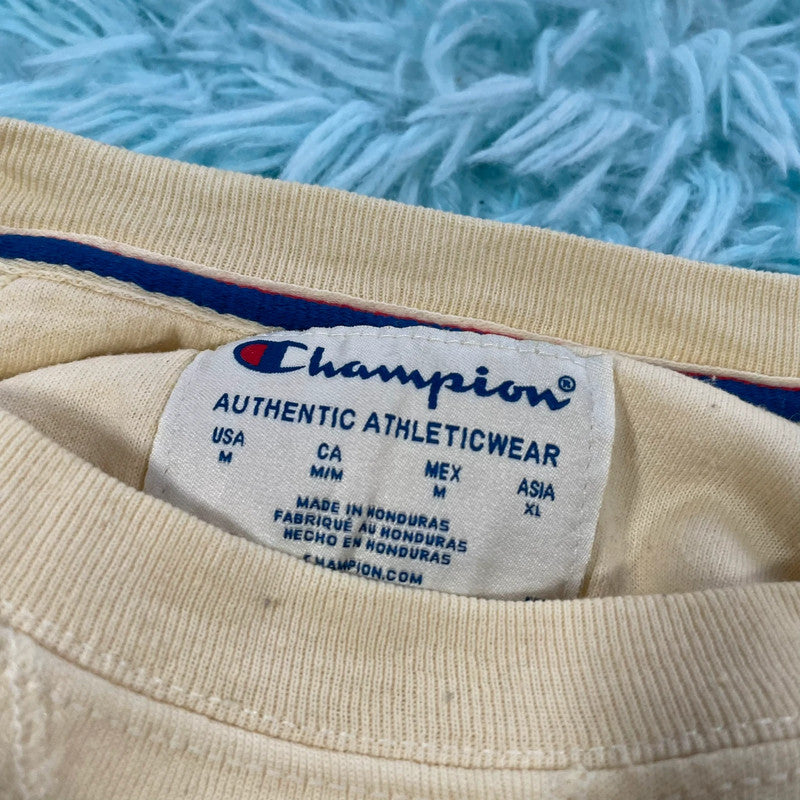 Champion®
AUTHENTIC ATHLETICWEAR
USA CA MEX ASIA
M M/M M XL
MADE IN HONDURAS
FABRIQUÉ AU HONDURAS
HECHO EN HONDURAS
CHAMPION.COM